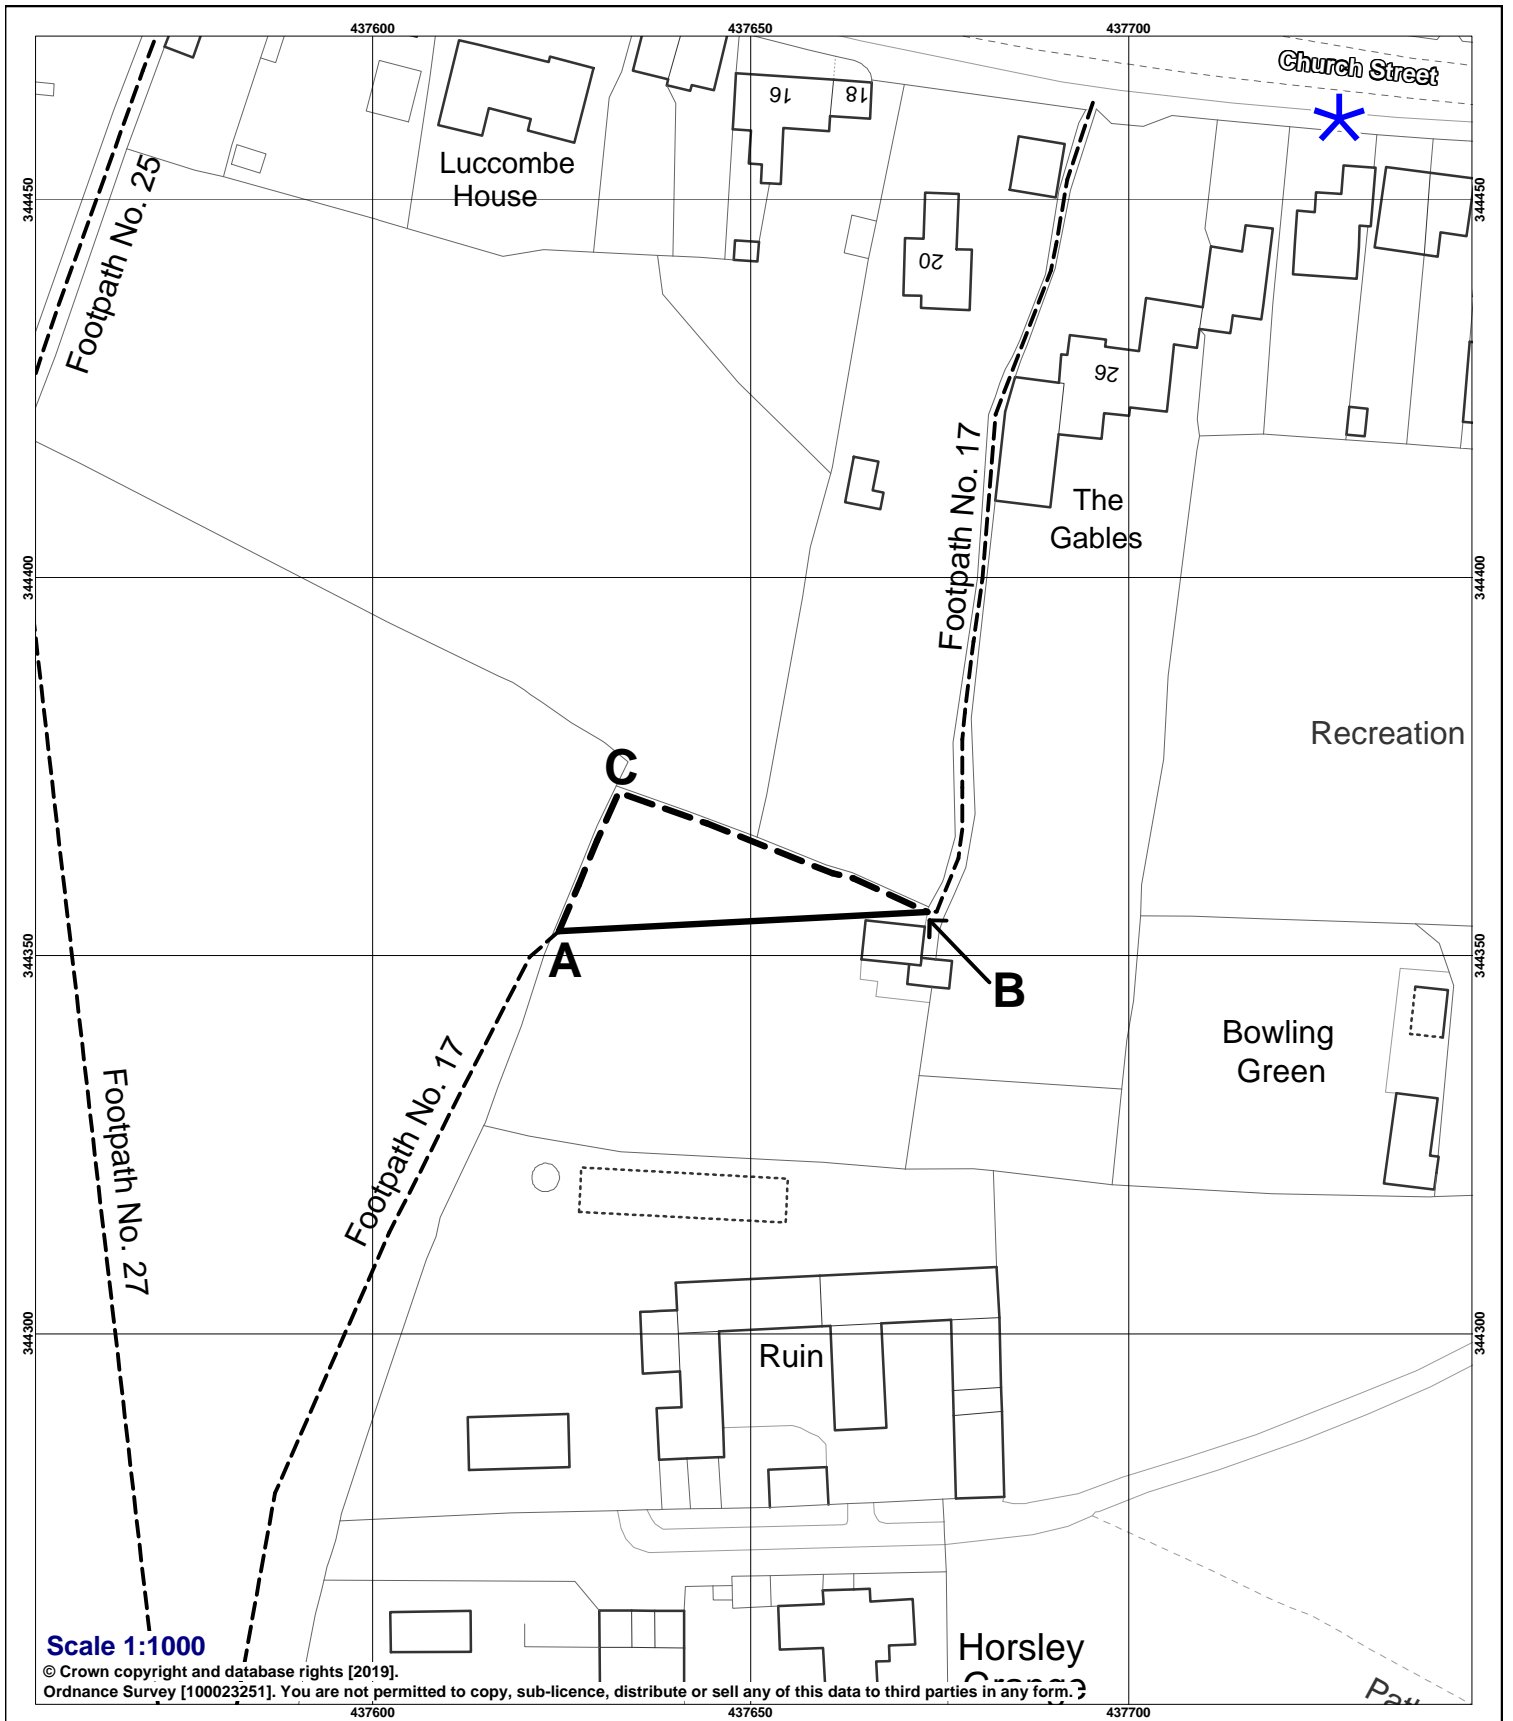 437600
437650
437700
Church Street
16
18
Luccombe
House
344450
344450
Footpath No. 25
20
26
Footpath No. 17
The
Gables
344400
344400
Recreation
C
A
B
344350
344350
Bowling
Green
Footpath No. 17
Footpath No. 27
344300
344300
Ruin
Scale 1:1000
Horsley
Grange
© Crown copyright and database rights [2019].
Ordnance Survey [100023251]. You are not permitted to copy, sub-licence, distribute or sell any of this data to third parties in any form.
437600
437650
437700